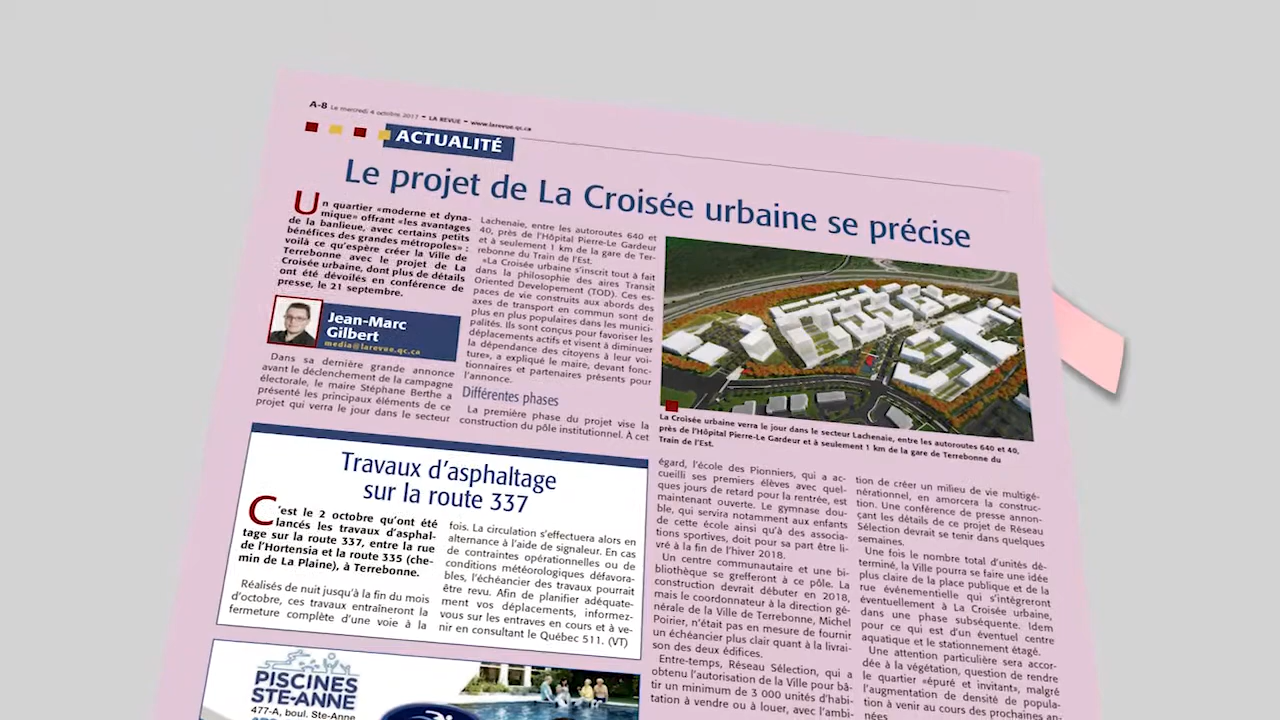 A-8 Le mercredi 4 octobre 2017 - LA REVUE - www.larevue.qc.ca
ACTUALITÉ
Le projet de La Croisée urbaine se précise
Un quartier «moderne et dyna-
mique» offrant «les avantages
de la banlieue, avec certains petits
bénéfices des grandes métropoles» :
voilà ce qu'espère créer la Ville de
Terrebonne avec le projet de La
Croisée urbaine, dont plus de détails
ont été dévoilés en conférence de
presse, le 21 septembre.
Jean-Marc
Gilbert
media@larevue.qc.ca
Dans sa dernière grande annonce
avant le déclenchement de la campagne
électorale, le maire Stéphane Berthe a
présenté les principaux éléments de ce
projet qui verra le jour dans le secteur
Lachenaie, entre les autoroutes 640 et
40, près de l'Hôpital Pierre-Le Gardeur
et à seulement 1 km de la gare de Ter-
rebonne du Train de l'Est.
«La Croisée urbaine s'inscrit tout à fait
dans la philosophie des aires Transit
Oriented Developement (TOD). Ces es-
paces de vie construits aux abords des
axes de transport en commun sont de
plus en plus populaires dans les munici-
palités. Ils sont conçus pour favoriser les
déplacements actifs et visent à diminuer
la dépendance des citoyens à leur voi-
ture», a expliqué le maire, devant fonc-
tionnaires et partenaires présents pour
l'annonce.
Différentes phases
La première phase du projet vise la
construction du pôle institutionnel. À cet
La Croisée urbaine verra le jour dans le secteur Lachenaie, entre les autoroutes 640 et 40,
près de l'Hôpital Pierre-Le Gardeur et à seulement 1 km de la gare de Terrebonne du
Train de l'Est.
égard, l'école des Pionniers, qui a ac-
cueilli ses premiers élèves avec quel-
ques jours de retard pour la rentrée, est
maintenant ouverte. Le gymnase dou-
ble, qui servira notamment aux enfants
de cette école ainsi qu'à des associa-
tions sportives, doit pour sa part être li-
vré à la fin de l'hiver 2018.
Un centre communautaire et une bi-
bliothèque se grefferont à ce pôle. La
construction devrait débuter en 2018,
mais le coordonnateur à la direction gé-
nérale de la Ville de Terrebonne, Michel
Poirier, n'était pas en mesure de fournir
un échéancier plus clair quant à la livrai-
son des deux édifices.
Entre-temps, Réseau Sélection, qui a
obtenu l'autorisation de la Ville pour bâ-
tir un minimum de 3 000 unités d'habi-
tation à vendre ou à louer, avec l'ambi-
tion de créer un milieu de vie multigé-
nérationnel, en amorcera la construc-
tion. Une conférence de presse annon-
çant les détails de ce projet de Réseau
Sélection devrait se tenir dans quelques
semaines.
Une fois le nombre total d'unités dé-
terminé, la Ville pourra se faire une idée
plus claire de la place publique et de la
rue événementielle qui s'intégreront
éventuellement à La Croisée urbaine,
dans une phase subséquente. Idem
pour ce qui est d'un éventuel centre
aquatique et le stationnement étagé.
Une attention particulière sera accor-
dée à la végétation, question de rendre
le quartier «épuré et invitant», malgré
l'augmentation de densité de popula-
tion à venir au cours des prochaines an-
nées
Travaux d'asphaltage
sur la route 337
C'est le 2 octobre qu'ont été
lancés les travaux d'asphal-
tage sur la route 337, entre la rue
de l'Hortensia et la route 335 (che-
min de La Plaine), à Terrebonne.
Réalisés de nuit jusqu'à la fin du mois
d'octobre, ces travaux entraîneront la
fermeture complète d'une voie à la
fois. La circulation s'effectuera alors en
alternance à l'aide de signaleur. En cas
de contraintes opérationnelles ou de
conditions météorologiques défavora-
bles, l'échéancier des travaux pourrait
être revu. Afin de planifier adéquate-
ment vos déplacements, informez-
vous sur les entraves en cours et à ve-
nir en consultant le Québec 511. (VT)
PISCINES
STE-ANNE
477-A, boul. Ste-Anne